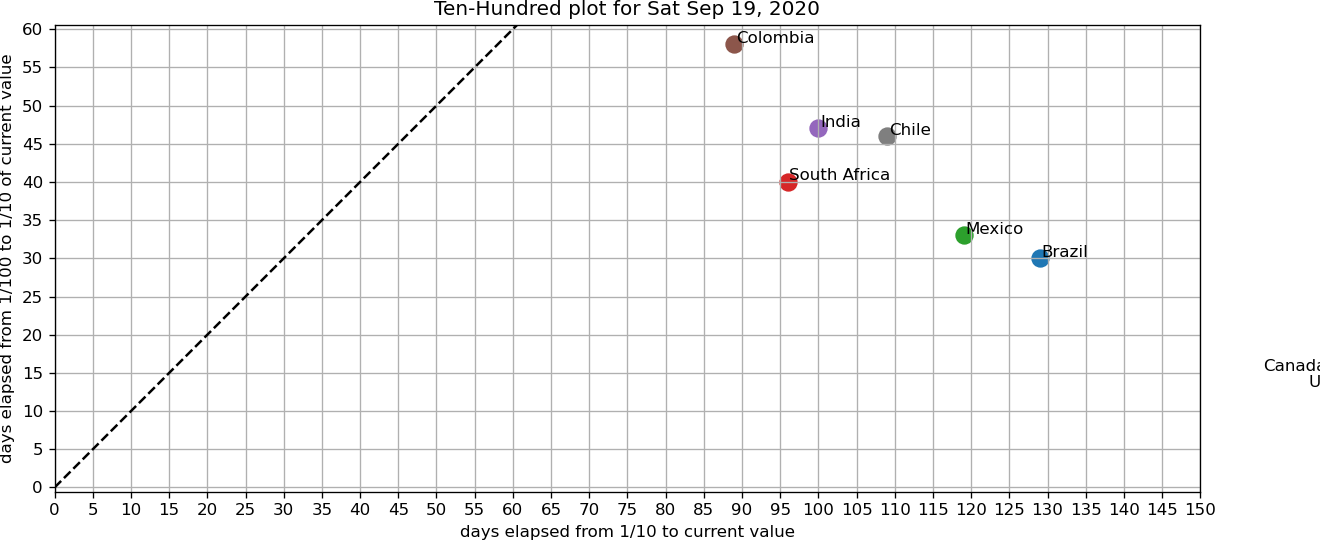 Ten-Hundred plot for Sat Sep 19, 2020
days elapsed from 1/100 to 1/10 of current value
60
55
50
45
40
35
30
25
20
15
10
5
0
Colombia
India
Chile
South Africa
Mexico
Brazil
Canada
U
0 5 10 15 20 25 30 35 40 45 50 55 60 65 70 75 80 85 90 95 100 105 110 115 120 125 130 135 140 145 150
days elapsed from 1/10 to current value